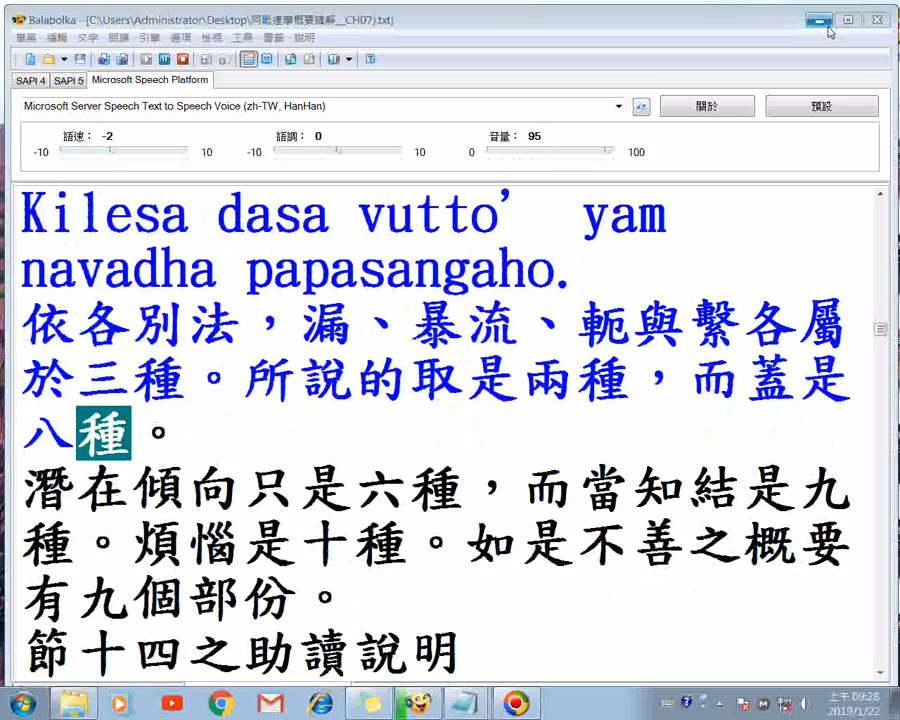 Balabolka - [C:\Users\Administrator\Desktop\阿毗達摩概要精解__CH07).txt]
檔案 編輯 文字 朗讀 引擎 選項 檢視 工具 書籤 說明
SAPI 4 SAPI 5 Microsoft Speech Platform
Microsoft Server Speech Text to Speech Voice (zh-TW, HanHan) 關於 預設
語速： -2 語調： 0 音量： 95
-10 10 -10 10 0 100
Kilesa dasa vutto’ yam
navadha papasangaho.
依各別法，漏、暴流、軛與繫各屬
於三種。所說的取是兩種，而蓋是
八種。
潛在傾向只是六種，而當知結是九
種。煩惱是十種。如是不善之概要
有九個部份。
節十四之助讀說明
上午 09:28
2019/1/22